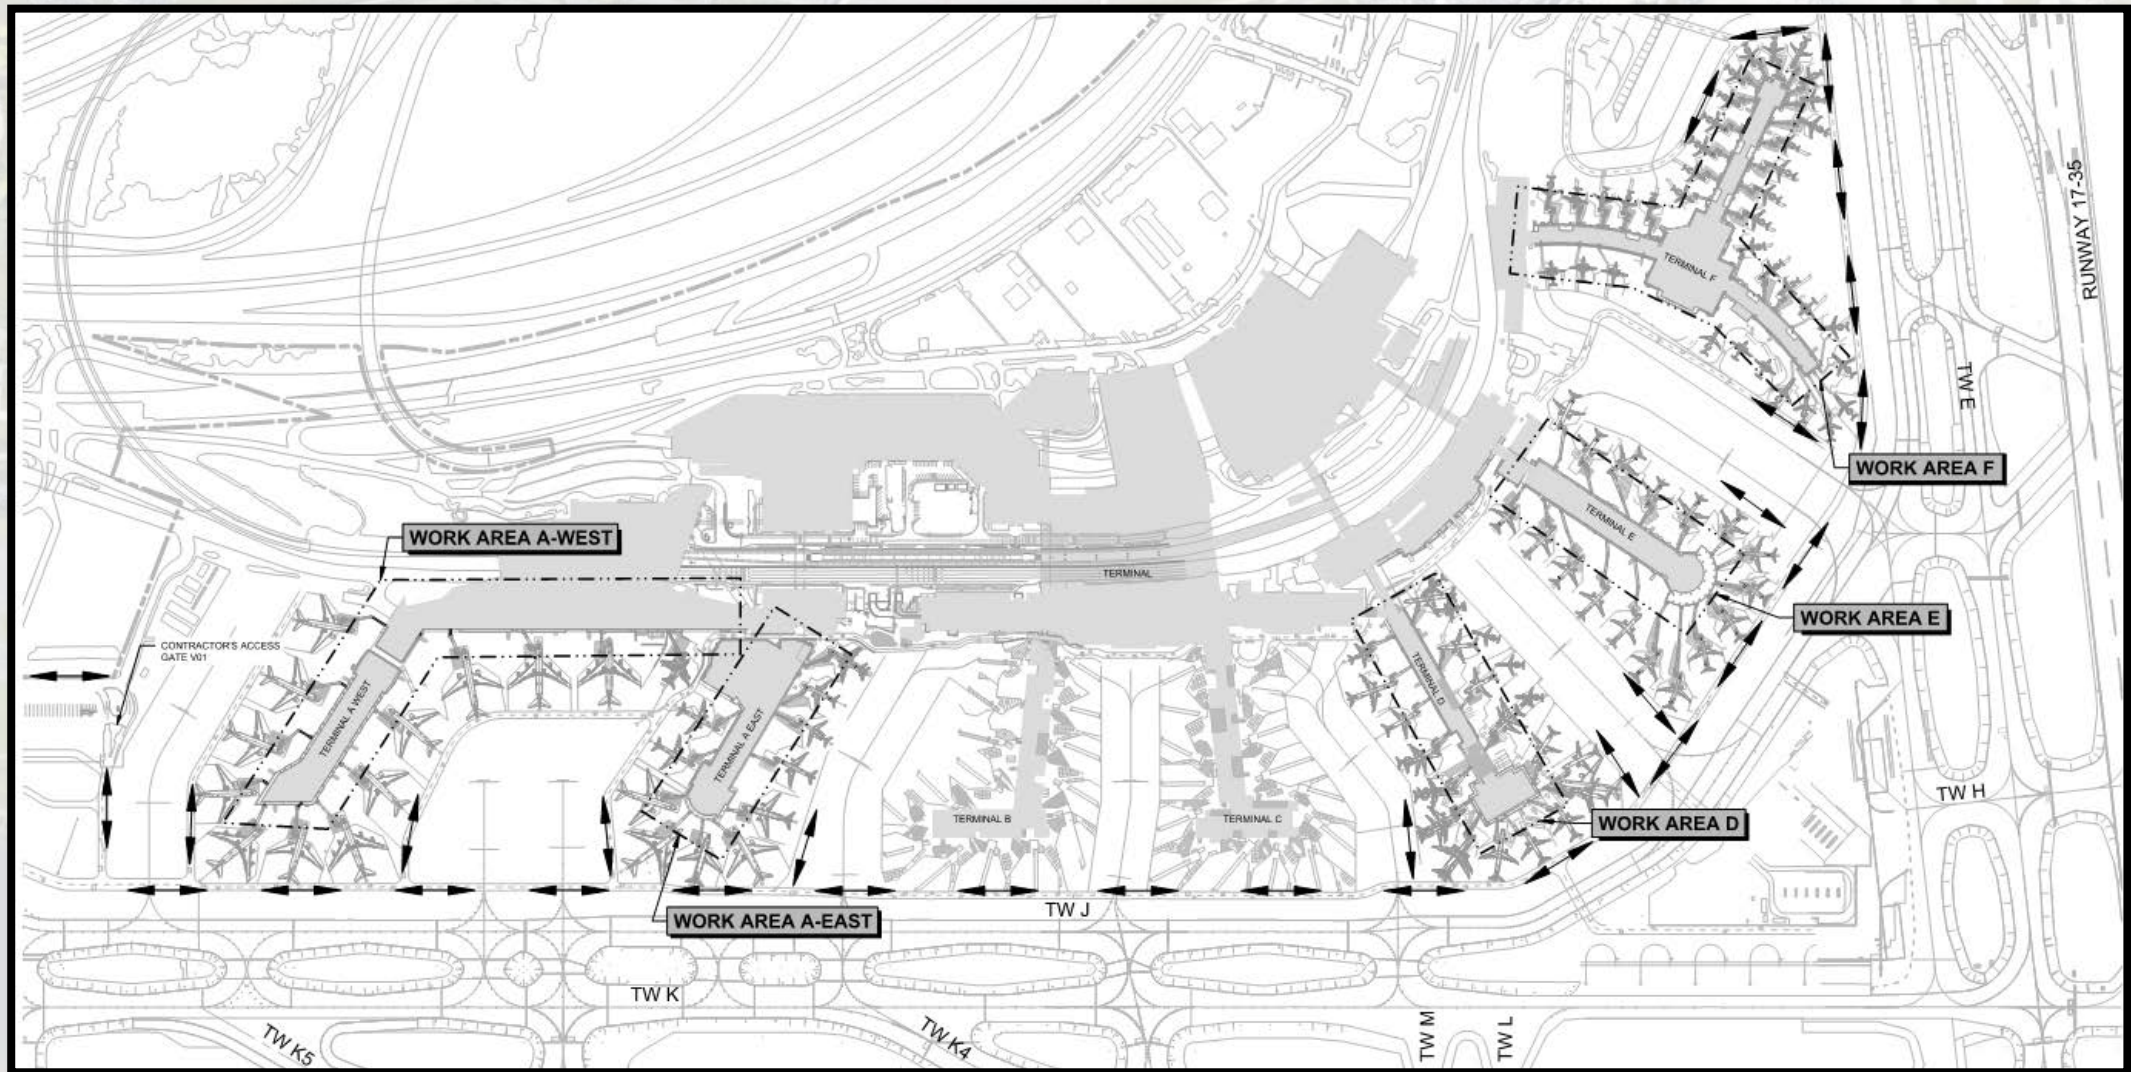 TERMINAL F
RUNWAY 17-35
TW E
WORK AREA F
WORK AREA A-WEST
TERMINAL E
TERMINAL
WORK AREA E
CONTRACTOR'S ACCESS
GATE V01
TERMINAL A WEST
TERMINAL A EAST
TERMINAL D
TW H
TERMINAL B
TERMINAL C
WORK AREA D
TW J
WORK AREA A-EAST
TW K
TW K5
TW K4
TW M
TW L